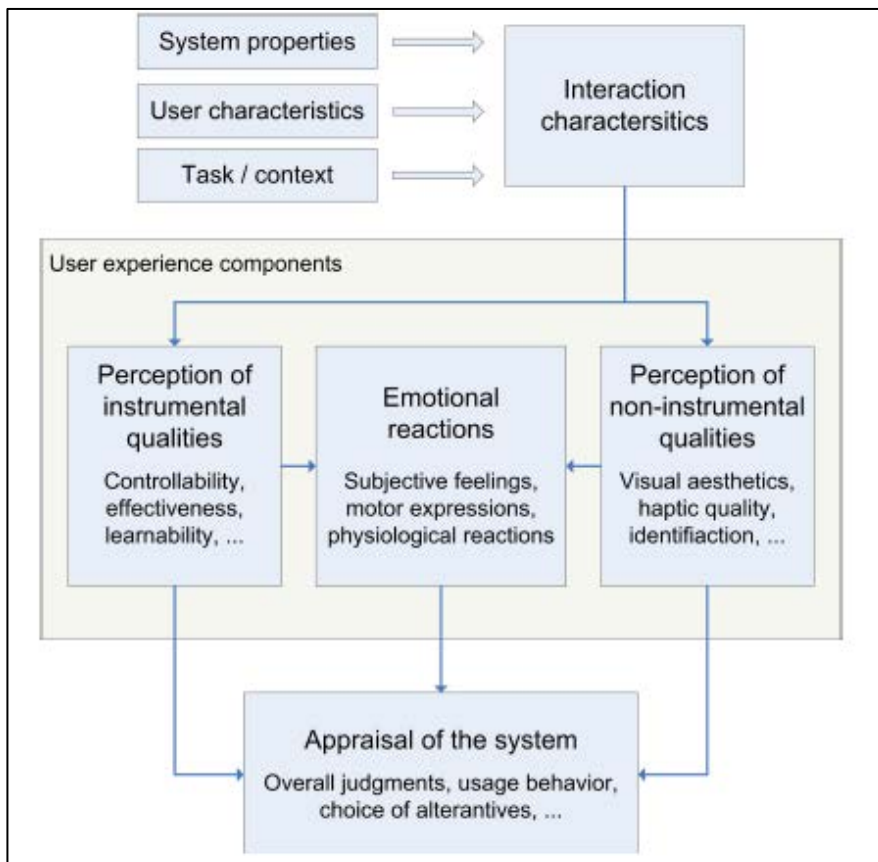 System properties
User characteristics
Task / context
Interaction
charactersitics
User experience components
Perception of
instrumental
qualities
Controllability,
effectiveness,
learnability, ...
Emotional
reactions
Subjective feelings,
motor expressions,
physiological reactions
Perception of
non-instrumental
qualities
Visual aesthetics,
haptic quality,
identifiaction, ...
Appraisal of the system
Overall judgments, usage behavior,
choice of alterantives, ...